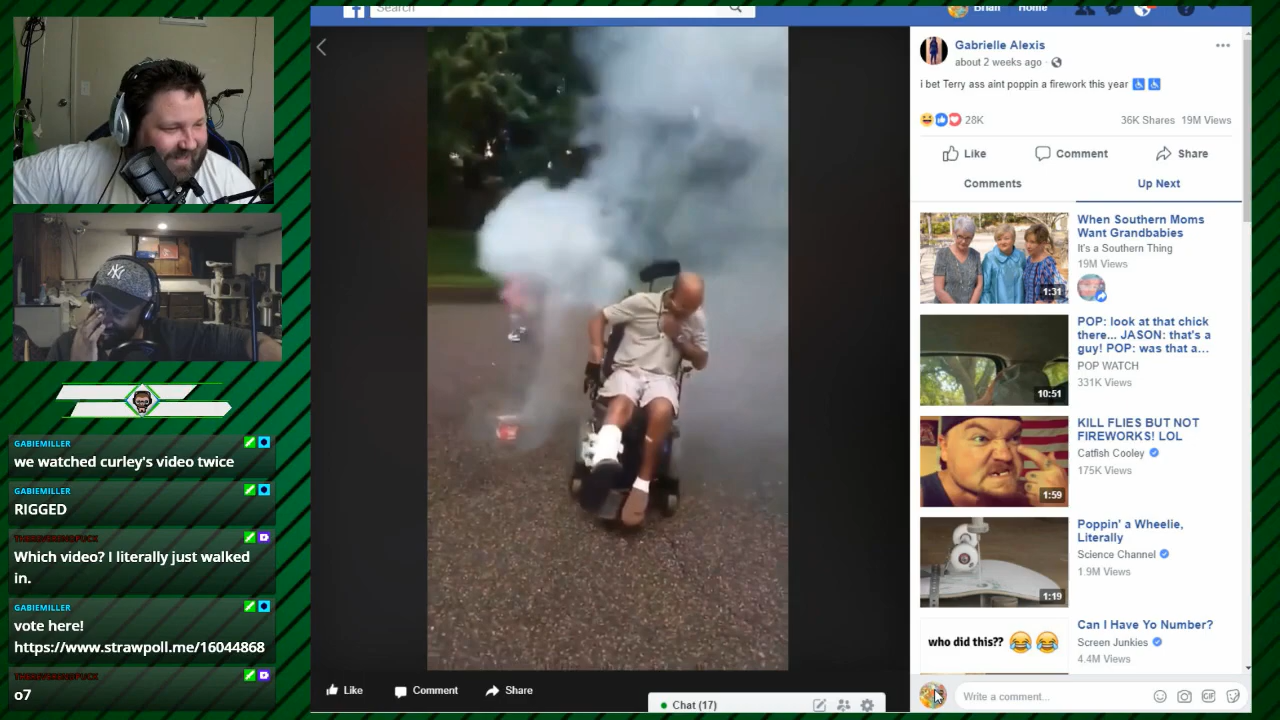 Search
Brian
Home
Gabrielle Alexis
about 2 weeks ago
i bet Terry ass aint poppin a firework this year
28K
36K Shares 19M Views
Like
Comment
Share
Comments
Up Next
When Southern Moms
Want Grandbabies
It's a Southern Thing
19M Views
1:31
POP: look at that chick
there... JASON: that's a
guy! POP: was that a...
POP WATCH
331K Views
10:51
KILL FLIES BUT NOT
FIREWORKS! LOL
Catfish Cooley
175K Views
1:59
Poppin' a Wheelie,
Literally
Science Channel
1.9M Views
1:19
who did this??
Can I Have Yo Number?
Screen Junkies
4.4M Views
Like
Comment
Share
Chat (17)
Write a comment...
GIF
GABIEMILLER
we watched curley's video twice
GABIEMILLER
RIGGED
Which video? I literally just walked
in.
GABIEMILLER
vote here!
https://www.strawpoll.me/16044868
o7